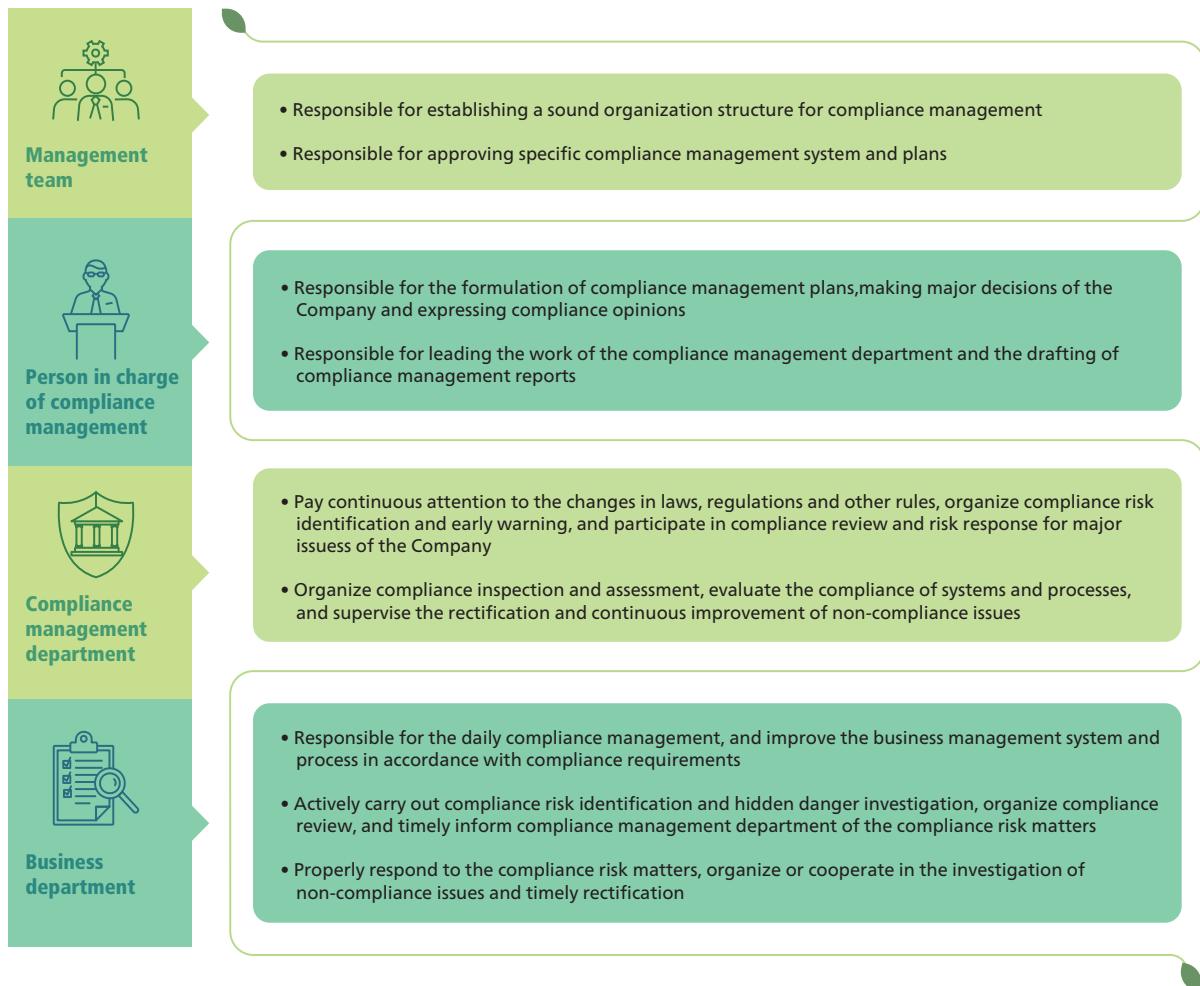 Management
team
• Responsible for establishing a sound organization structure for compliance management
• Responsible for approving specific compliance management system and plans
Person in charge
of compliance
management
• Responsible for the formulation of compliance management plans,making major decisions of the
Company and expressing compliance opinions
• Responsible for leading the work of the compliance management department and the drafting of
compliance management reports
Compliance
management
department
• Pay continuous attention to the changes in laws, regulations and other rules, organize compliance risk
identification and early warning, and participate in compliance review and risk response for major
issuess of the Company
• Organize compliance inspection and assessment, evaluate the compliance of systems and processes,
and supervise the rectification and continuous improvement of non-compliance issues
Business
department
• Responsible for the daily compliance management, and improve the business management system and
process in accordance with compliance requirements
• Actively carry out compliance risk identification and hidden danger investigation, organize compliance
review, and timely inform compliance management department of the compliance risk matters
• Properly respond to the compliance risk matters, organize or cooperate in the investigation of
non-compliance issues and timely rectification